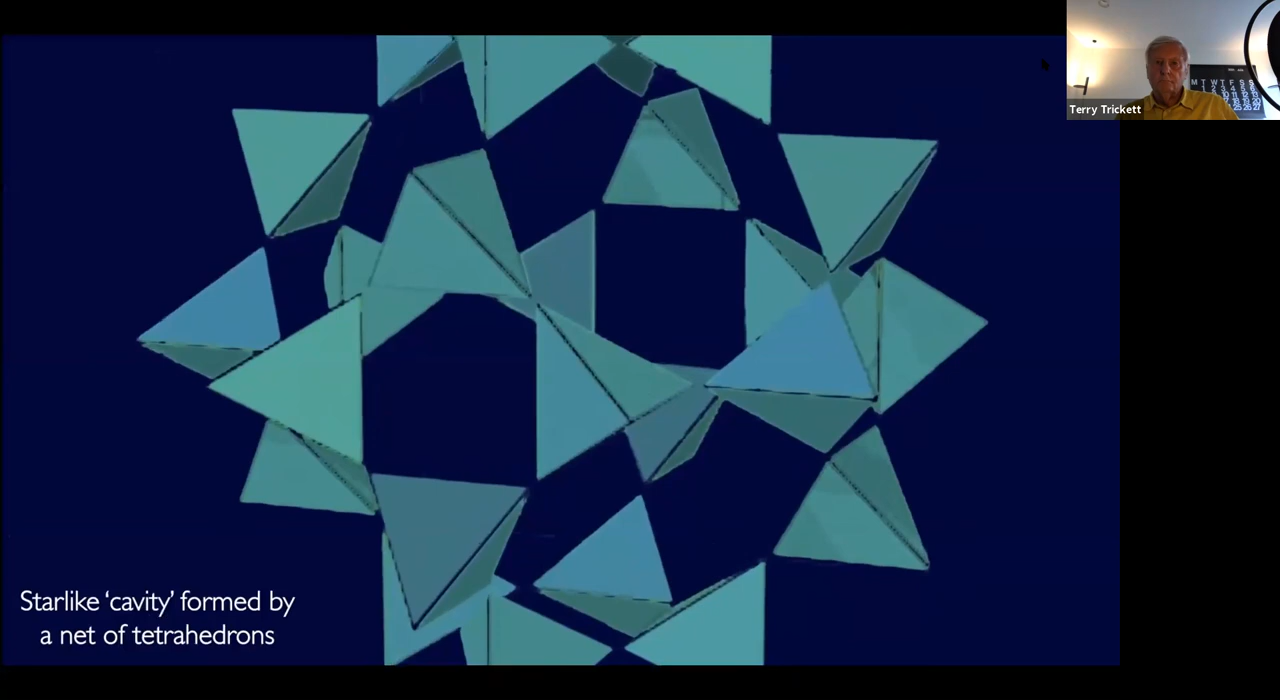 Terry Trickett
M T W T F S S
Starlike ‘cavity’ formed by
a net of tetrahedrons